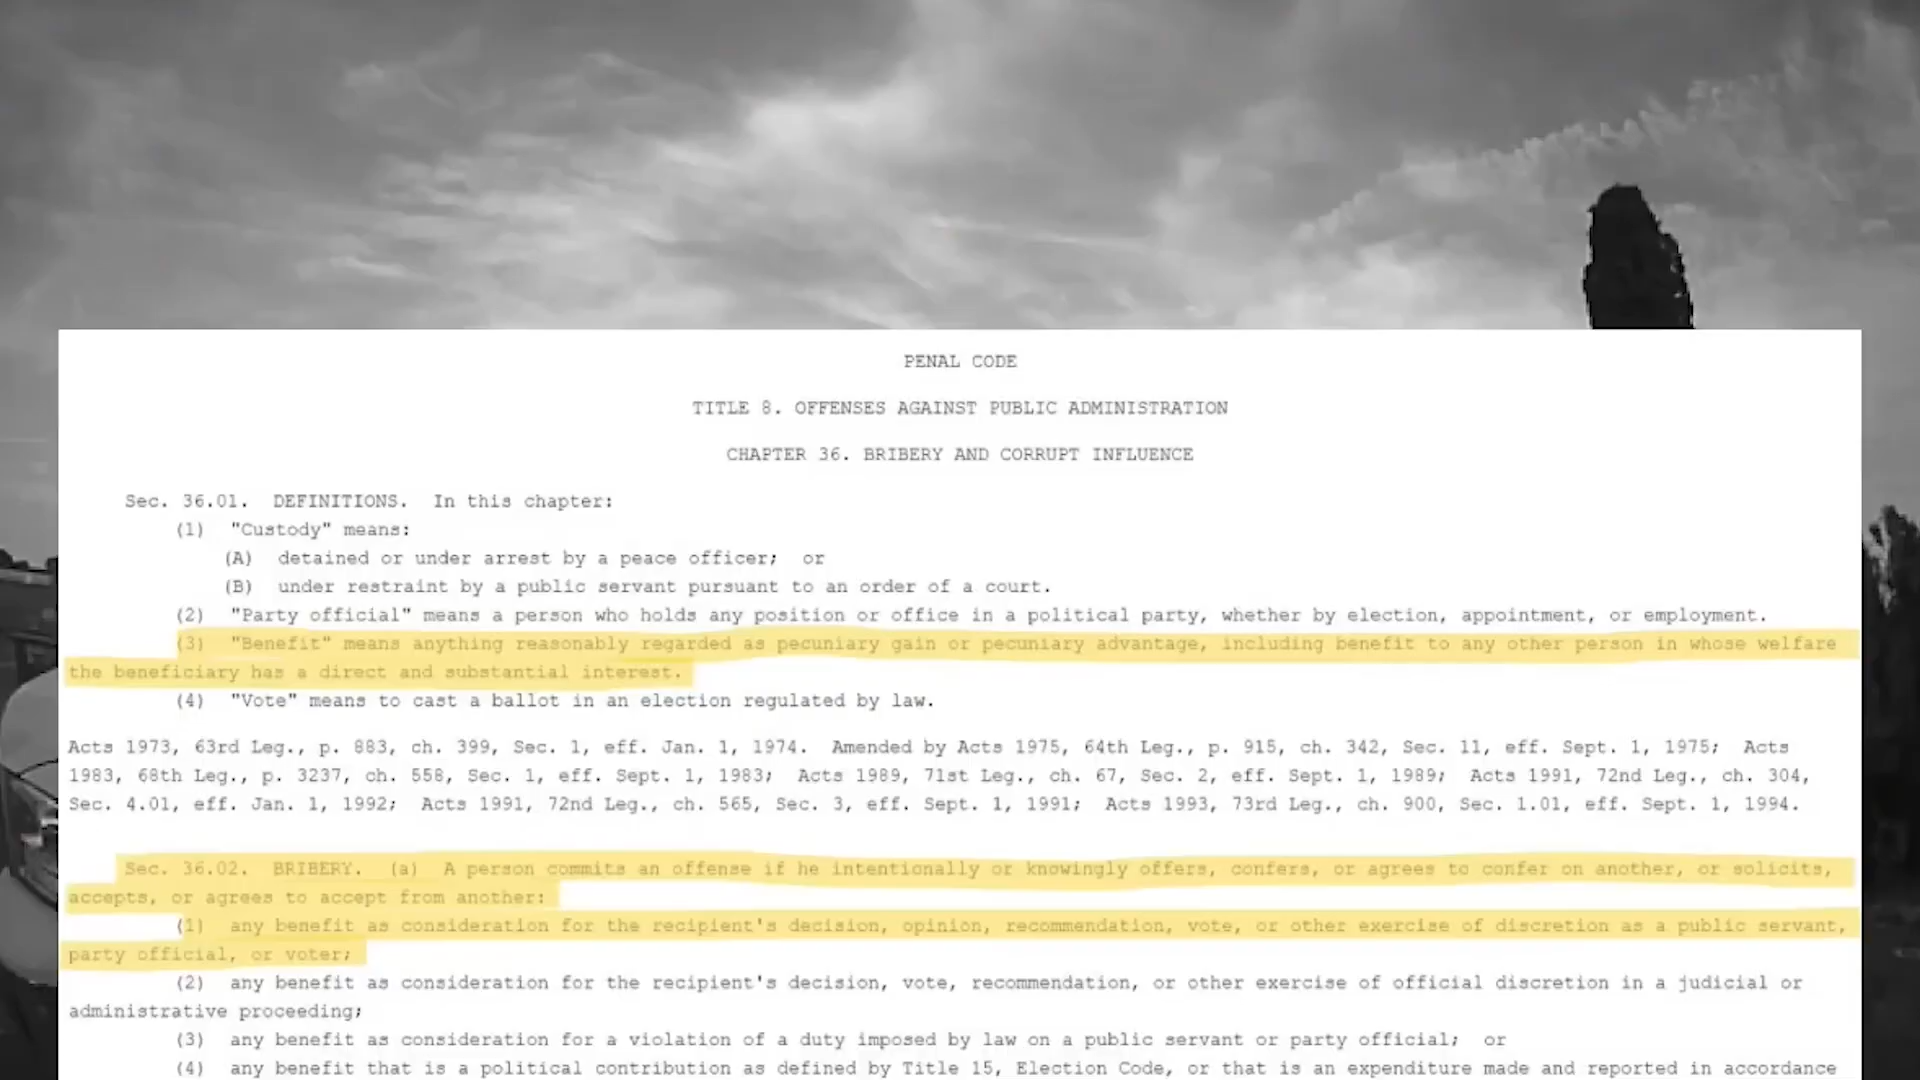 PENAL CODE
TITLE 8. OFFENSES AGAINST PUBLIC ADMINISTRATION
CHAPTER 36. BRIBERY AND CORRUPT INFLUENCE
Sec. 36.01. DEFINITIONS. In this chapter:
(1) "Custody" means:
(A) detained or under arrest by a peace officer; or
(B) under restraint by a public servant pursuant to an order of a court.
(2) "Party official" means a person who holds any position or office in a political party, whether by election, appointment, or employment.
(3) "Benefit" means anything reasonably regarded as pecuniary gain or pecuniary advantage, including benefit to any other person in whose welfare
the beneficiary has a direct and substantial interest.
(4) "Vote" means to cast a ballot in an election regulated by law.
Acts 1973, 63rd Leg., p. 883, ch. 399, Sec. 1, eff. Jan. 1, 1974. Amended by Acts 1975, 64th Leg., p. 915, ch. 342, Sec. 11, eff. Sept. 1, 1975; Acts
1983, 68th Leg., p. 3237, ch. 558, Sec. 1, eff. Sept. 1, 1983; Acts 1989, 71st Leg., ch. 67, Sec. 2, eff. Sept. 1, 1989; Acts 1991, 72nd Leg., ch. 304,
Sec. 4.01, eff. Jan. 1, 1992; Acts 1991, 72nd Leg., ch. 565, Sec. 3, eff. Sept. 1, 1991; Acts 1993, 73rd Leg., ch. 900, Sec. 1.01, eff. Sept. 1, 1994.
Sec. 36.02. BRIBERY. (a) A person commits an offense if he intentionally or knowingly offers, confers, or agrees to confer on another, or solicits,
accepts, or agrees to accept from another:
(1) any benefit as consideration for the recipient's decision, opinion, recommendation, vote, or other exercise of discretion as a public servant,
party official, or voter;
(2) any benefit as consideration for the recipient's decision, vote, recommendation, or other exercise of official discretion in a judicial or
administrative proceeding;
(3) any benefit as consideration for a violation of a duty imposed by law on a public servant or party official; or
(4) any benefit that is a political contribution as defined by Title 15, Election Code, or that is an expenditure made and reported in accordance